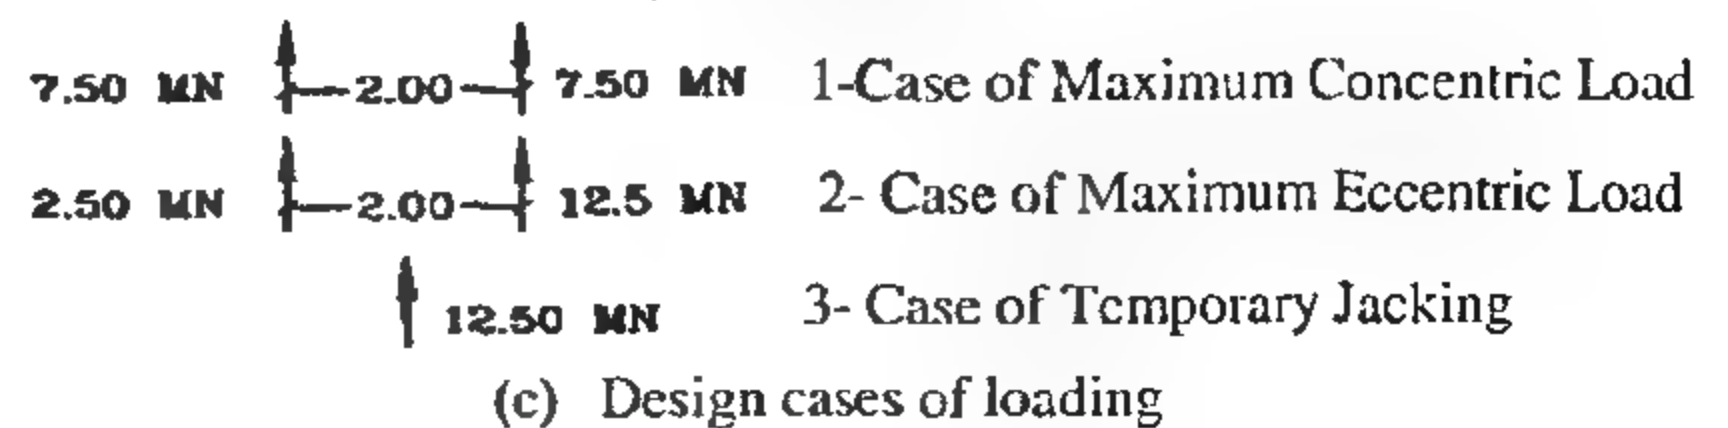 7.50 MN 2.00 7.50 MN 1-Case of Maximum Concentric Load
2.50 MN 2.00 12.5 MN 2- Case of Maximum Eccentric Load
12.50 MN 3- Case of Temporary Jacking
(c) Design cases of loading